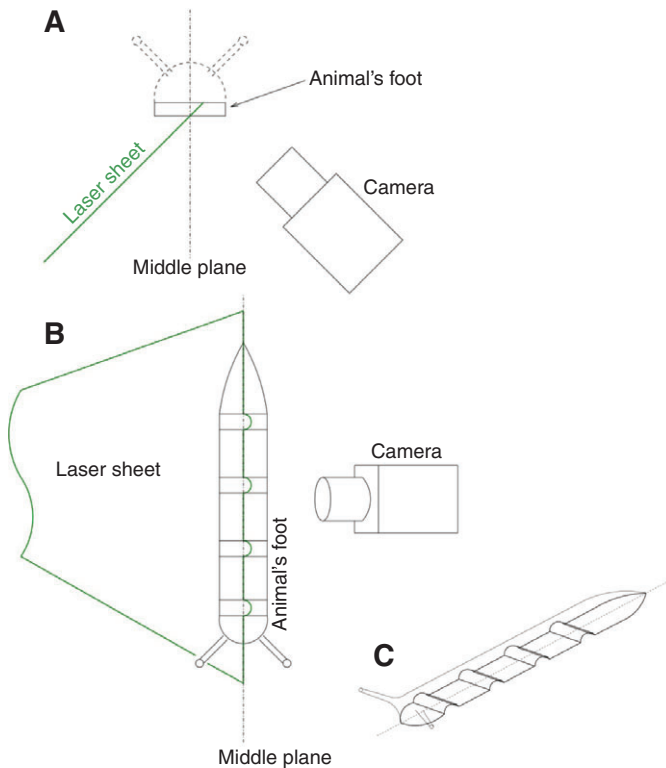 A
Animal's foot
Laser sheet
Camera
Middle plane
B
Laser sheet
Camera
Animal's foot
C
Middle plane